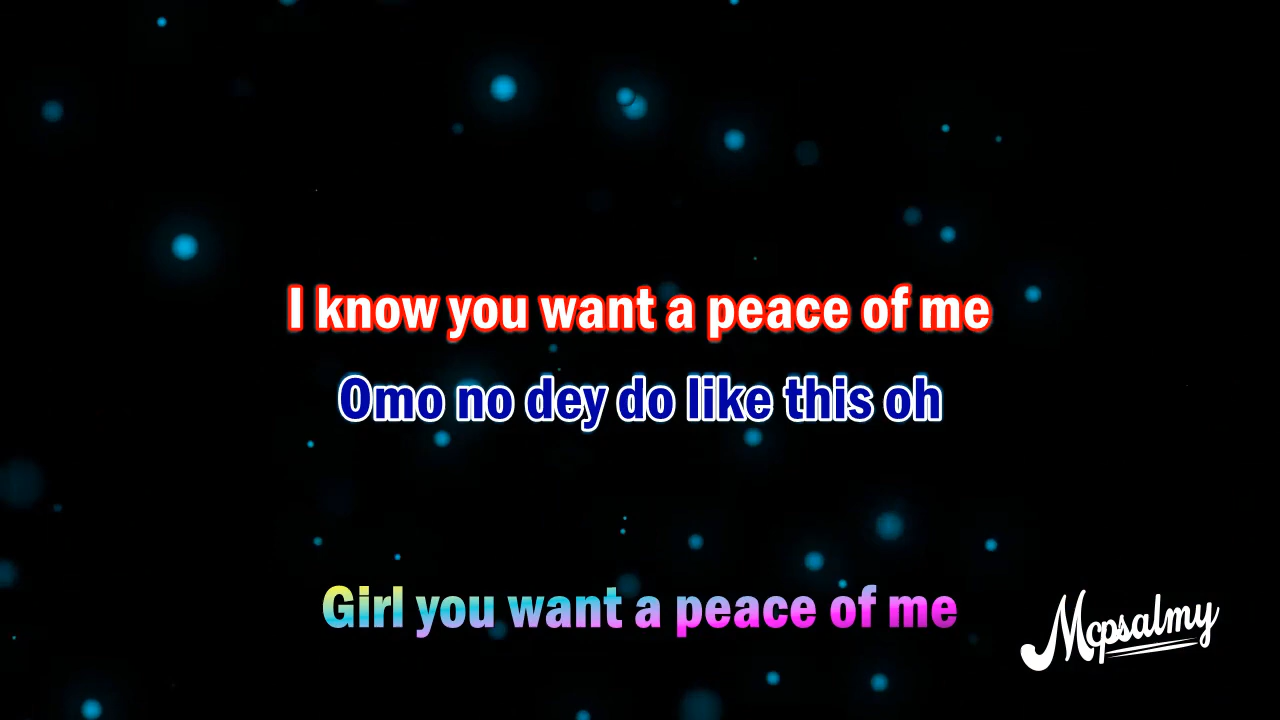 I know you want a peace of me
Omo no dey do like this oh
Girl you want a peace of me
Mcpsalmy